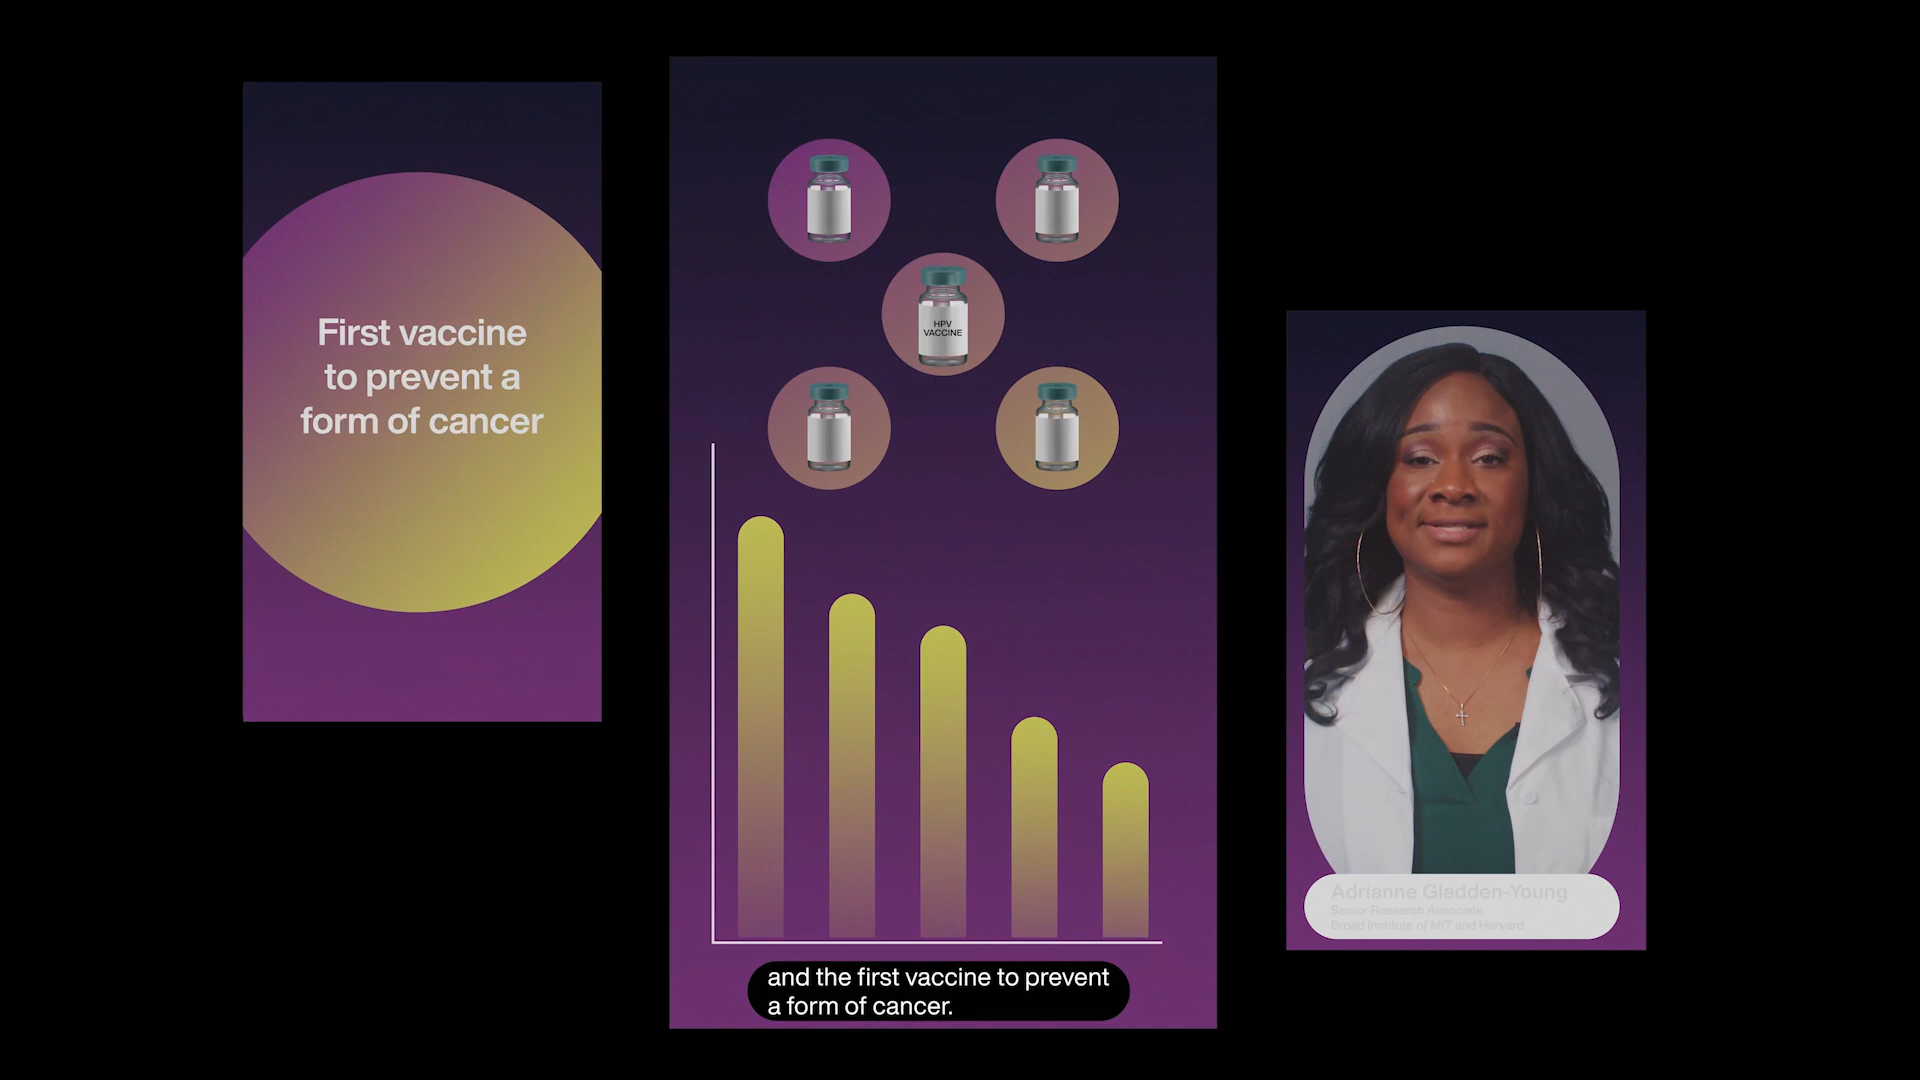 First vaccine
to prevent a
form of cancer
HPV
VACCINE
and the first vaccine to prevent
a form of cancer.
Adrianne Gladden-Young
Senior Research Associate
Broad Institute of MIT and Harvard